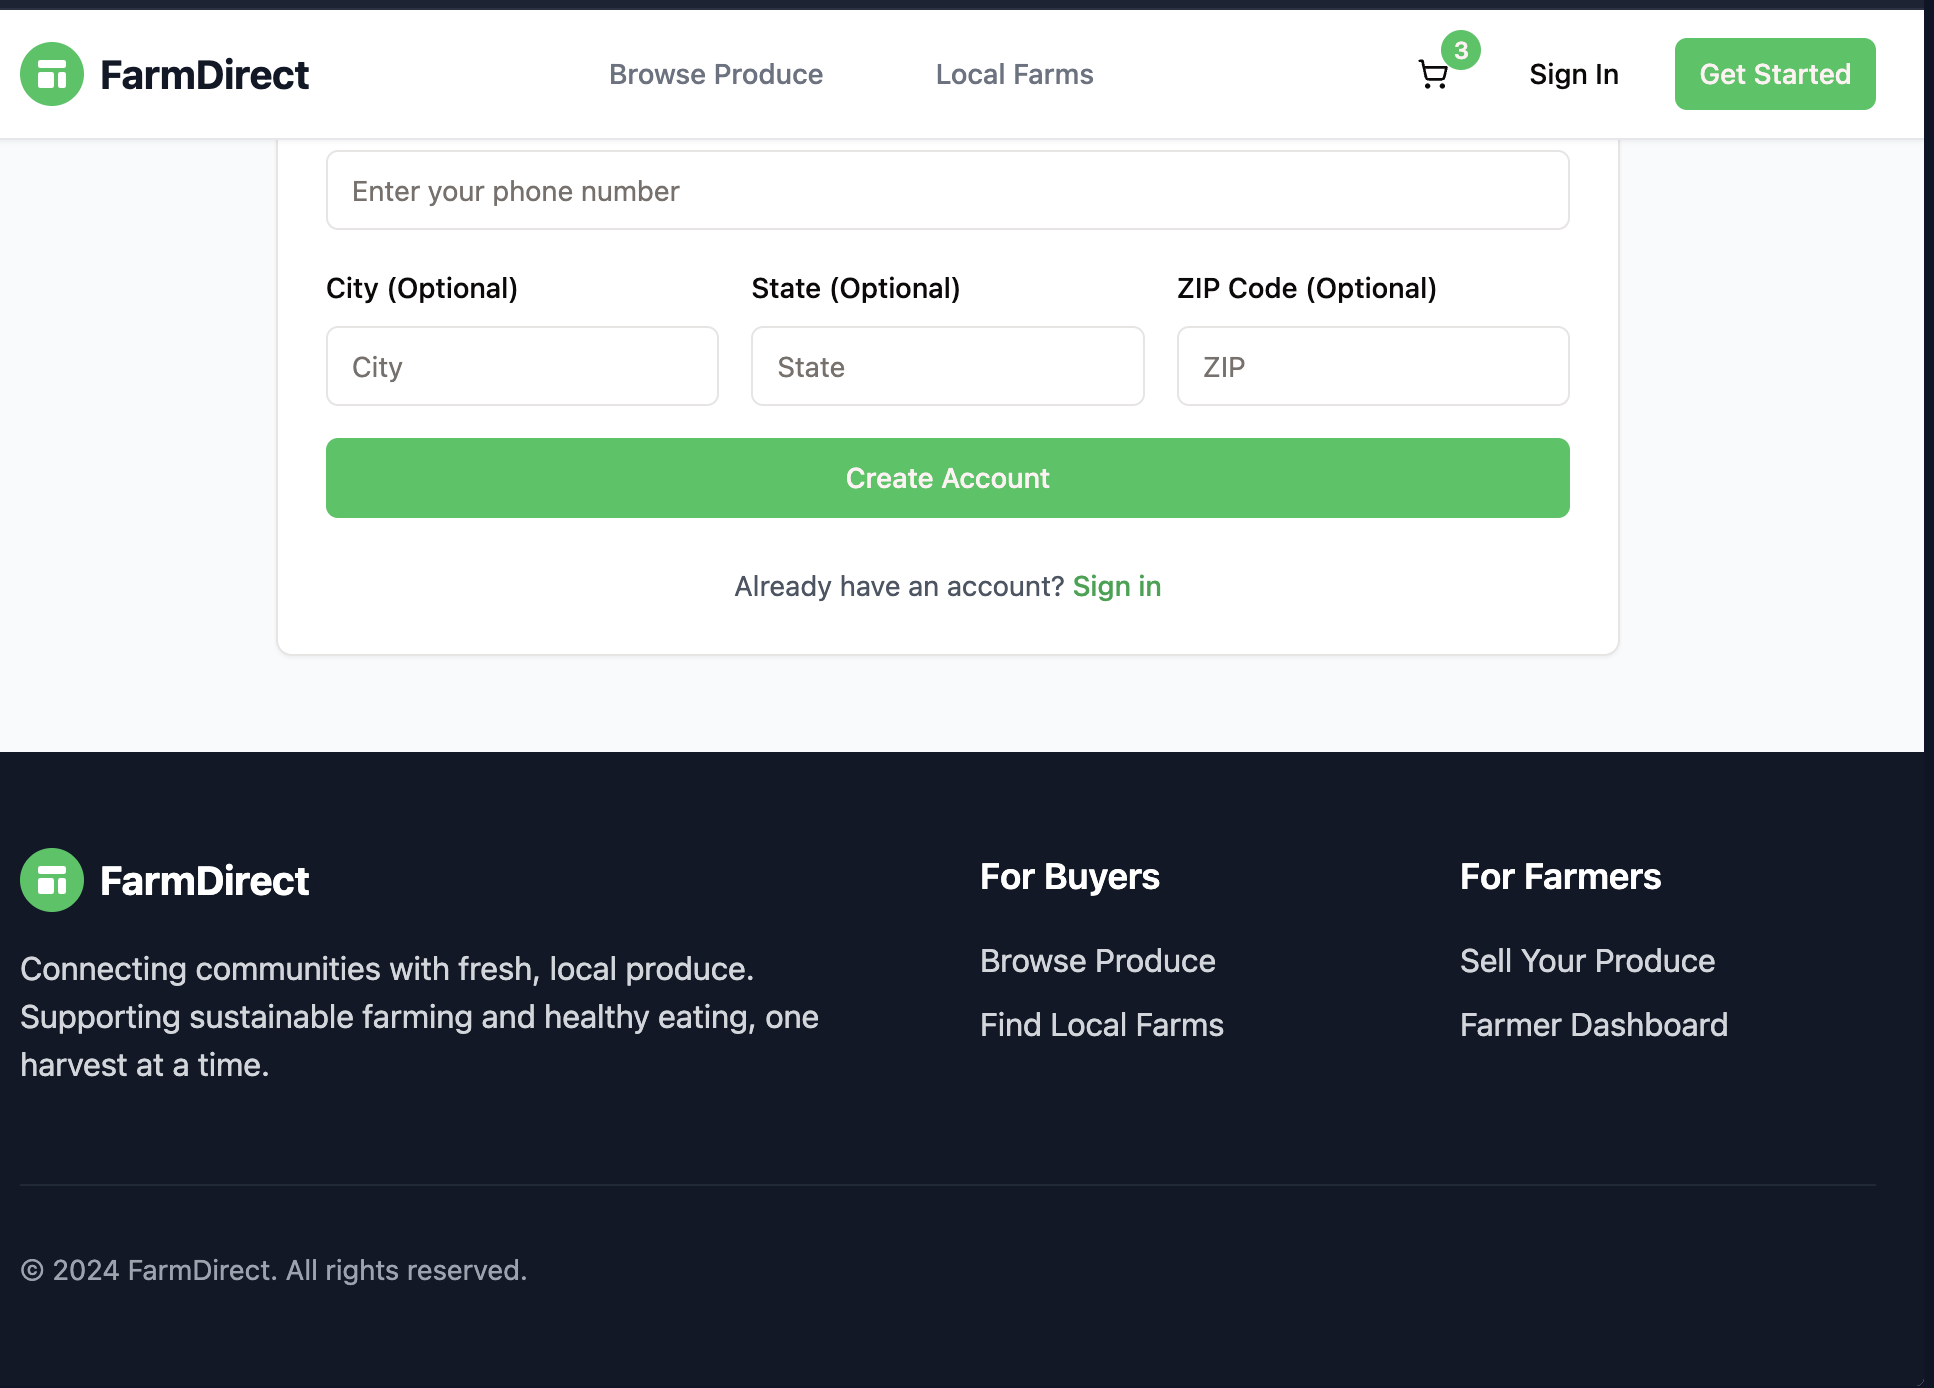 FarmDirect
Browse Produce
Local Farms
3
Sign In
Get Started
Enter your phone number
City (Optional)
State (Optional)
ZIP Code (Optional)
City
State
ZIP
Create Account
Already have an account? Sign in
FarmDirect
Connecting communities with fresh, local produce.
Supporting sustainable farming and healthy eating, one
harvest at a time.
For Buyers
Browse Produce
Find Local Farms
For Farmers
Sell Your Produce
Farmer Dashboard
© 2024 FarmDirect. All rights reserved.